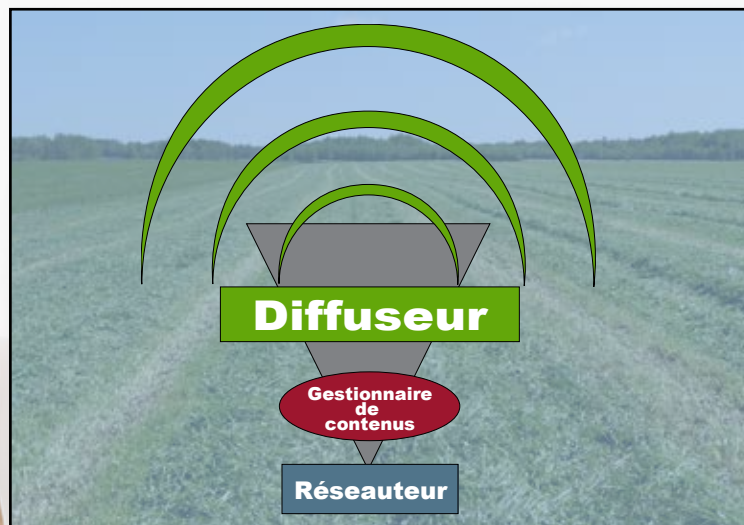 Diffuseur
Gestionnaire
de
contenus
Réseauteur